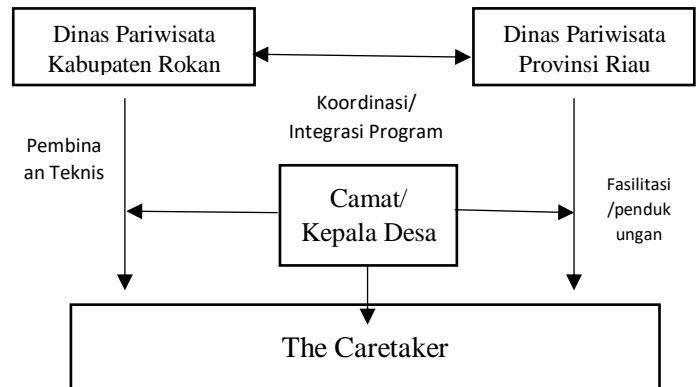 Dinas Pariwisata
Kabupaten Rokan
Dinas Pariwisata
Provinsi Riau
Koordinasi/
Integrasi Program
Pembina
an Teknis
Camat/
Kepala Desa
Fasilitasi
/penduk
ungan
The Caretaker